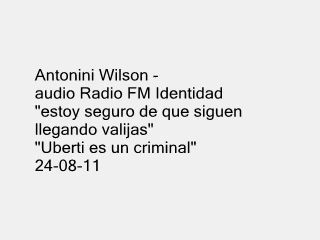 Antonini Wilson -
audio Radio FM Identidad
"estoy seguro de que siguen
llegando valijas"
"Uberti es un criminal"
24-08-11